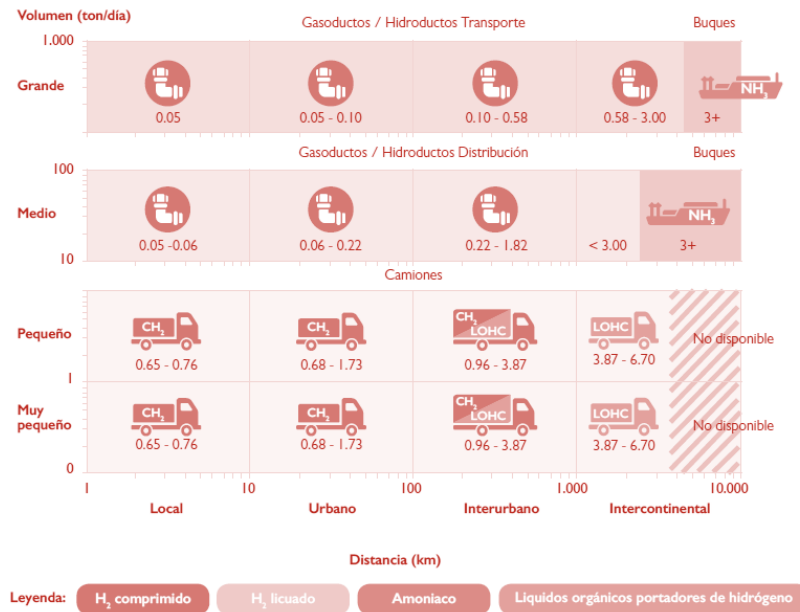 Volumen (ton/día)
Gasoductos / Hidroductos Transporte
Buques
1.000
Grande
NH3
0.05
0.05 - 0.10
0.10 - 0.58
0.58 - 3.00
3+
Gasoductos / Hidroductos Distribución
Buques
100
Medio
NH3
0.05 -0.06
0.06 - 0.22
0.22 - 1.82
< 3.00
3+
10
Camiones
Pequeño
CH2
CH2
CH2
LOHC
LOHC
No disponible
0.65 - 0.76
0.68 - 1.73
0.96 - 3.87
3.87 - 6.70
1
Muy
pequeño
CH2
CH2
CH2
LOHC
LOHC
No disponible
0.65 - 0.76
0.68 - 1.73
0.96 - 3.87
3.87 - 6.70
0
1
10
100
1.000
10.000
Local
Urbano
Interurbano
Intercontinental
Distancia (km)
Leyenda:
H2 comprimido
H2 licuado
Amoniaco
Líquidos orgánicos portadores de hidrógeno